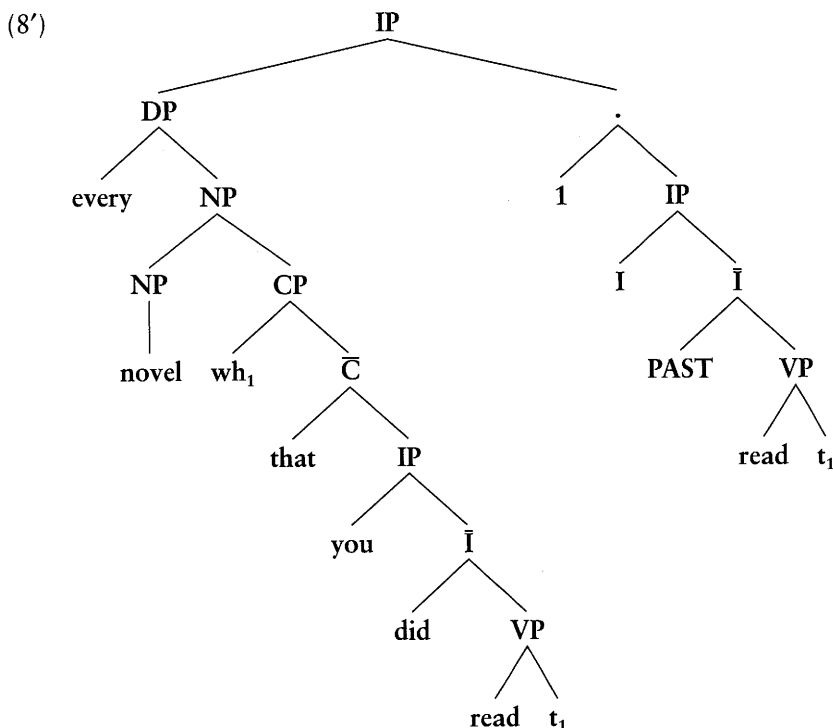 (8′) IP
DP .
every NP 1 IP
NP CP I Ī
novel wh₁ C̅ PAST VP
that IP read t₁
you Ī
did VP
read t₁